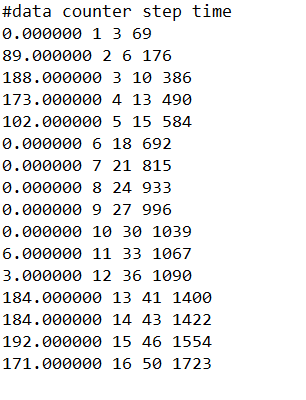 #data counter step time
0.000000 1 3 69
89.000000 2 6 176
188.000000 3 10 386
173.000000 4 13 490
102.000000 5 15 584
0.000000 6 18 692
0.000000 7 21 815
0.000000 8 24 933
0.000000 9 27 996
0.000000 10 30 1039
6.000000 11 33 1067
3.000000 12 36 1090
184.000000 13 41 1400
184.000000 14 43 1422
192.000000 15 46 1554
171.000000 16 50 1723